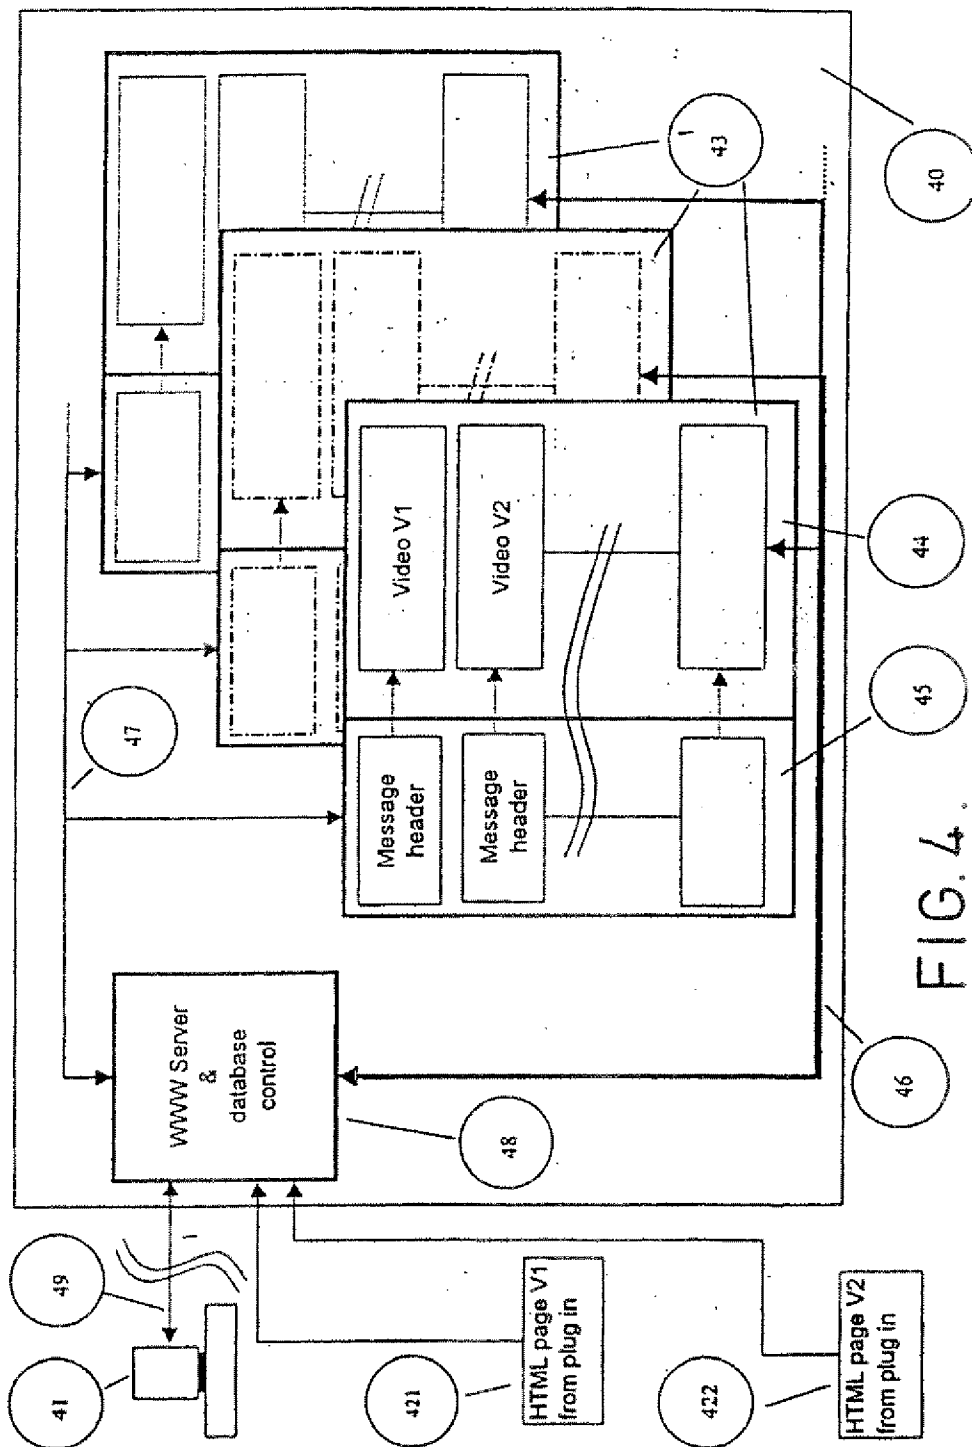 41
49
421
HTML page V1
from plug in
422
HTML page V2
from plug in
WWW Server
&
database
control
48
46
47
Message
header
Message
header
Video V1
Video V2
45
44
43
40
FIG. 4.